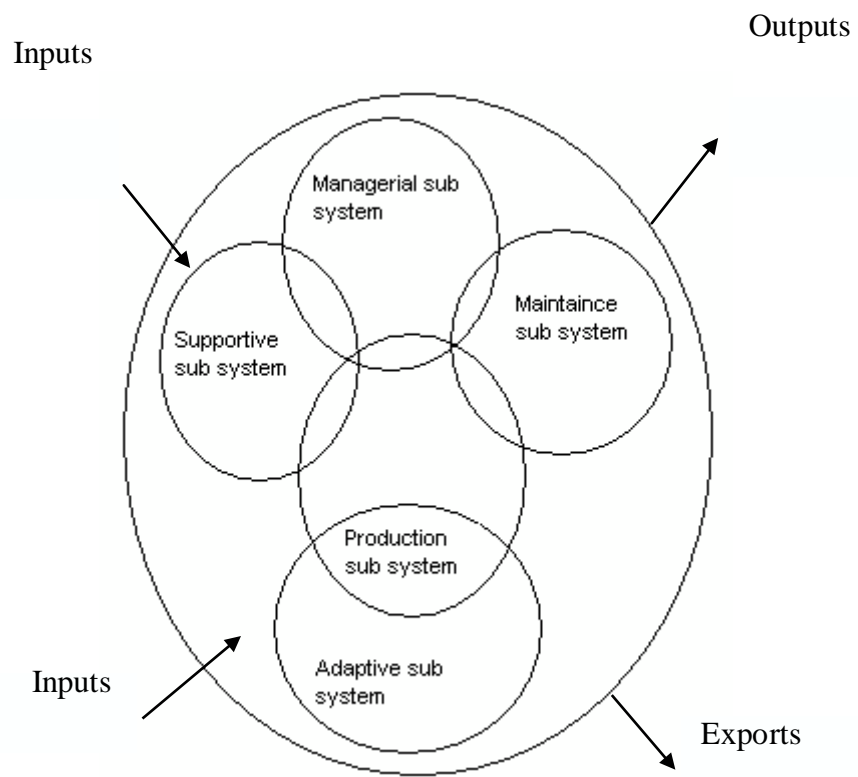 Outputs
Inputs
Managerial sub
system
Maintaince
sub system
Supportive
sub system
Production
sub system
Adaptive sub
system
Inputs
Exports